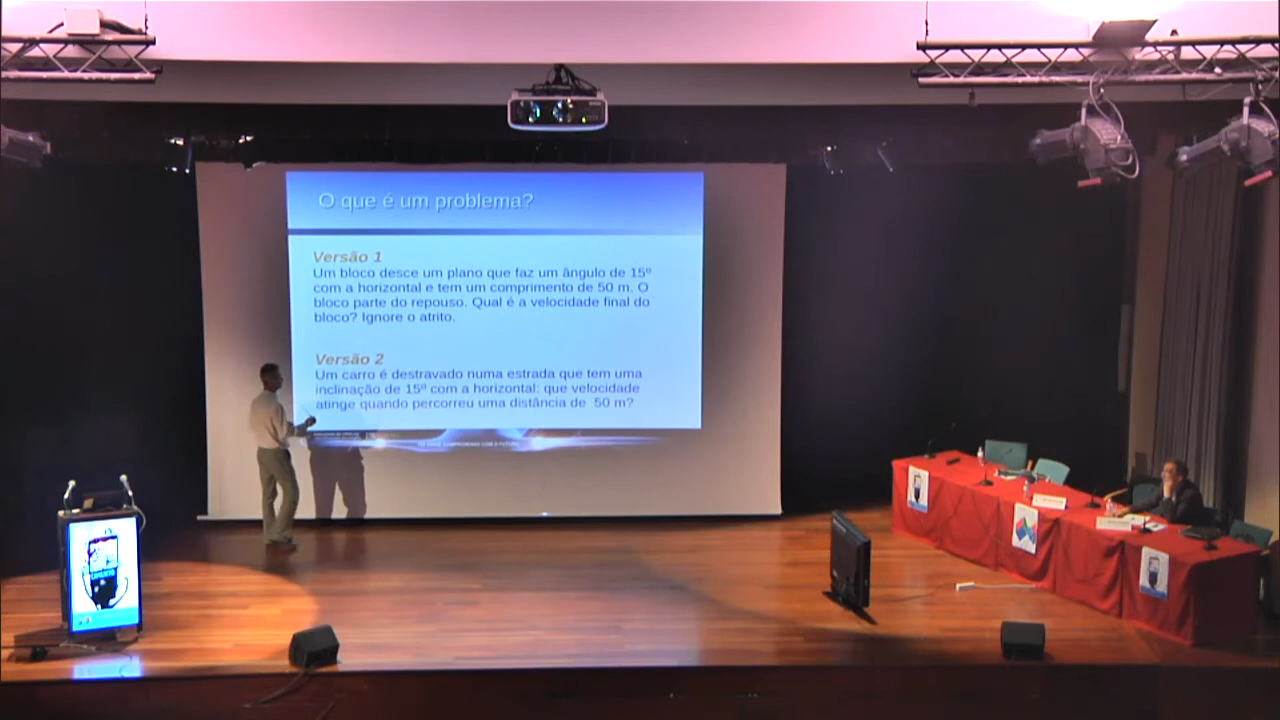 O que é um problema?
Versão 1
Um bloco desce um plano que faz um ângulo de 15º
com a horizontal e tem um comprimento de 50 m. O
bloco parte do repouso. Qual é a velocidade final do
bloco? Ignore o atrito.
Versão 2
Um carro é destravado numa estrada que tem uma
inclinação de 15º com a horizontal: que velocidade
atinge quando percorreu uma distância de 50 m?